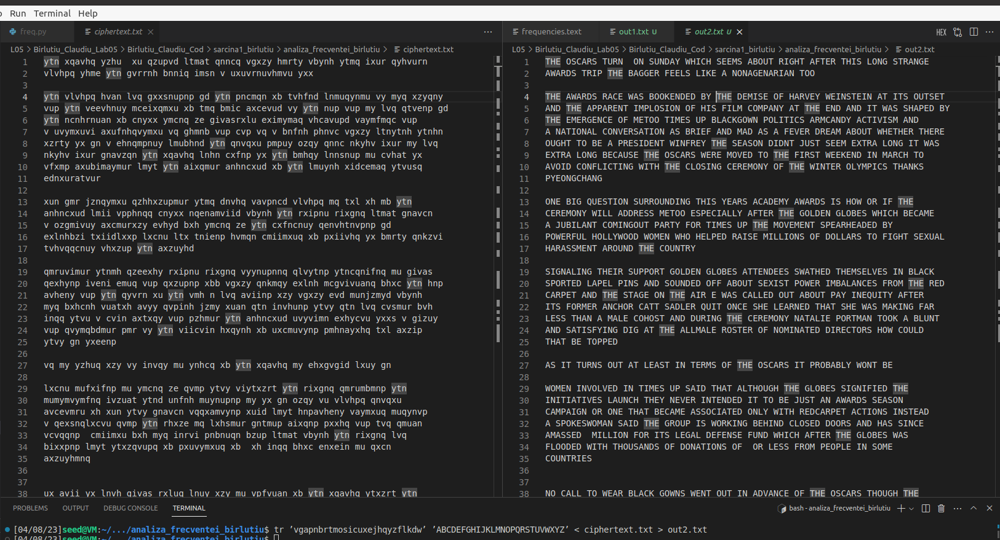 Run Terminal Help
freq.py
ciphertext.txt
frequencies.text
out1.txt U
out2.txt U
HEX
L05 > Birlutiu_Claudiu_Lab05 > Birlutiu_Claudiu_Cod > sarcina1_birlutiu > analiza_frecventei_birlutiu > ciphertext.txt
1 ytn xqavhq yzhu  xu qzupvd ltmat qnncq vgxzy hmrty vbynh ytmq ixur qyhvurn
2 vlvhpq yhme ytn gvrrnh bnniq imsn v uxuvrnuvhmvu yxx
3
4 ytn vlvhpq hvan lvq gxxsnupnp gd ytn pncmqn xb tvhfnd lnmuqynmu vy myq xzyqny
5 vup ytn veevhnuy mceixqmxu xb tmq bmic axcevud vy ytn nup vup my lvq qtvenp gd
6 ytn ncnhrnuan xb cnyxx ymcnq ze givasrxlu eximymaq vhcavupd vaymfmqc vup
7 v uvymxuvi axufnhqvymxu vq ghmnb vup cvp vq v bnfnh phnvc vgxzy ltnytnh ytnhn
8 xzrty yx gn v ehnqmpnuy lmubhnd ytn qnvqxu pmpuy ozqy qnnc nkyhv ixur my lvq
9 nkyhv ixur gnavzqn ytn xqavhq lnhn cxfnp yx ytn bmhqy lnnsnup mu cvhat yx
10 vfxmp axubimaymur lmyt ytn aixqmur anhncxud xb ytn lmuynh xidcemaq ytvusq
11 ednxuratvur
12
13 xun gmr jznqymxu qzhhxzupmur ytmq dnvhq vavpncd vlvhpq mq txl xh mb ytn
14 anhncxud lmii vpphnqq cnyxx nqenamviid vbynh ytn rxipnu rixgnq ltmat gnavcn
15 v ozgmivuy axcmurxzy evhyd bxh ymcnq ze ytn cxfncnuy qenvhtnvpnp gd
16 exlnhbzi txiidlxxp lxcnu ltx tnienp hvmqn cmiimxuq xb pxiivhq yx bmrty qnkzvi
17 tvhvqqcnuy vhxzup ytn axzuyhd
18
19 qmruvimur ytnmh qzeexhy rxipnu rixgnq vyynupnnq qlvytnp ytncqnifnq mu givas
20 qexhynp iveni emuq vup qxzupnp xbb vgxzy qnkmqy exlnh mcgvivuanq bhxc ytn hnp
21 avheny vup ytn qyvrn xu ytn vmh n lvq aviinp xzy vgxzy evd munjzmyd vbynh
22 myq bxhcnh vuatxh avyy qvpinh jzmy xuan qtn invhunp ytvy qtn lvq cvsmur bvh
23 inqq ytvu v cvin axtxqy vup pzhmur ytn anhncxud uvyvimn exhycvu yxxs v gizuy
24 vup qvymqbdmur pmr vy ytn viicvin hxqynh xb uxcmuvynp pmhnayxhq txl axzip
25 ytvy gn yxeenp
26
27 vq my yzhuq xzy vy invqy mu ynhcq xb ytn xqavhq my ehxgvgid lxuy gn
28
29 lxcnu mufxifnp mu ymcnq ze qvmp ytvy viytxzrt ytn rixgnq qmrumbmnp ytn
30 mumymvymfnq ivzuat ytnd unfnh muynupnp my yx gn ozqy vu vlvhpq qnvqxu
31 avcevmru xh xun ytvy gnavcn vqqxamvynp xuid lmyt hnpavheny vaymxuq muqynvp
32 v qexsnqlxcvu qvmp ytn rhxze mq lxhsmur gntmup aixqnp pxxhq vup tvq qmuan
33 vcvqqnp  cmiimxu bxh myq inrvi pnbnuqn bzup ltmat vbynh ytn rixgnq lvq
34 bixxpnp lmyt ytxzqvupq xb pxuvymxuq xb  xh inqq bhxc enxein mu qxcn
35 axzuyhmnq
36
37
38 ux avii yx lnvh givas rxluq lnuy xzy mu vpfvuan xb ytn xqavhq ytxzrt ytn
L05 > Birlutiu_Claudiu_Lab05 > Birlutiu_Claudiu_Cod > sarcina1_birlutiu > analiza_frecventei_birlutiu > out2.txt
1 THE OSCARS TURN  ON SUNDAY WHICH SEEMS ABOUT RIGHT AFTER THIS LONG STRANGE
2 AWARDS TRIP THE BAGGER FEELS LIKE A NONAGENARIAN TOO
3
4 THE AWARDS RACE WAS BOOKENDED BY THE DEMISE OF HARVEY WEINSTEIN AT ITS OUTSET
5 AND THE APPARENT IMPLOSION OF HIS FILM COMPANY AT THE END AND IT WAS SHAPED BY
6 THE EMERGENCE OF METOO TIMES UP BLACKGOWN POLITICS ARMCANDY ACTIVISM AND
7 A NATIONAL CONVERSATION AS BRIEF AND MAD AS A FEVER DREAM ABOUT WHETHER THERE
8 OUGHT TO BE A PRESIDENT WINFREY THE SEASON DIDNT JUST SEEM EXTRA LONG IT WAS
9 EXTRA LONG BECAUSE THE OSCARS WERE MOVED TO THE FIRST WEEKEND IN MARCH TO
10 AVOID CONFLICTING WITH THE CLOSING CEREMONY OF THE WINTER OLYMPICS THANKS
11 PYEONGCHANG
12
13 ONE BIG QUESTION SURROUNDING THIS YEARS ACADEMY AWARDS IS HOW OR IF THE
14 CEREMONY WILL ADDRESS METOO ESPECIALLY AFTER THE GOLDEN GLOBES WHICH BECAME
15 A JUBILANT COMINGOUT PARTY FOR TIMES UP THE MOVEMENT SPEARHEADED BY
16 POWERFUL HOLLYWOOD WOMEN WHO HELPED RAISE MILLIONS OF DOLLARS TO FIGHT SEXUAL
17 HARASSMENT AROUND THE COUNTRY
18
19 SIGNALING THEIR SUPPORT GOLDEN GLOBES ATTENDEES SWATHED THEMSELVES IN BLACK
20 SPORTED LAPEL PINS AND SOUNDED OFF ABOUT SEXIST POWER IMBALANCES FROM THE RED
21 CARPET AND THE STAGE ON THE AIR E WAS CALLED OUT ABOUT PAY INEQUITY AFTER
22 ITS FORMER ANCHOR CATT SADLER QUIT ONCE SHE LEARNED THAT SHE WAS MAKING FAR
23 LESS THAN A MALE COHOST AND DURING THE CEREMONY NATALIE PORTMAN TOOK A BLUNT
24 AND SATISFYING DIG AT THE ALLMALE ROSTER OF NOMINATED DIRECTORS HOW COULD
25 THAT BE TOPPED
26
27 AS IT TURNS OUT AT LEAST IN TERMS OF THE OSCARS IT PROBABLY WONT BE
28
29 WOMEN INVOLVED IN TIMES UP SAID THAT ALTHOUGH THE GLOBES SIGNIFIED THE
30 INITIATIVES LAUNCH THEY NEVER INTENDED IT TO BE JUST AN AWARDS SEASON
31 CAMPAIGN OR ONE THAT BECAME ASSOCIATED ONLY WITH REDCARPET ACTIONS INSTEAD
32 A SPOKESWOMAN SAID THE GROUP IS WORKING BEHIND CLOSED DOORS AND HAS SINCE
33 AMASSED  MILLION FOR ITS LEGAL DEFENSE FUND WHICH AFTER THE GLOBES WAS
34 FLOODED WITH THOUSANDS OF DONATIONS OF  OR LESS FROM PEOPLE IN SOME
35 COUNTRIES
36
37
38 NO CALL TO WEAR BLACK GOWNS WENT OUT IN ADVANCE OF THE OSCARS THOUGH THE
PROBLEMS OUTPUT DEBUG CONSOLE TERMINAL
bash - analiza_frecventei_birlutiu
[04/08/23]seed@VM:~/.../analiza_frecventei_birlutiu$ tr ’vgapnbrtmosicuxejhqyzflkdw’ ’ABCDEFGHIJKLMNOPQRSTUVWXYZ’ < ciphertext.txt > out2.txt
[04/08/23]seed@VM:~/.../analiza_frecventei_birlutiu$